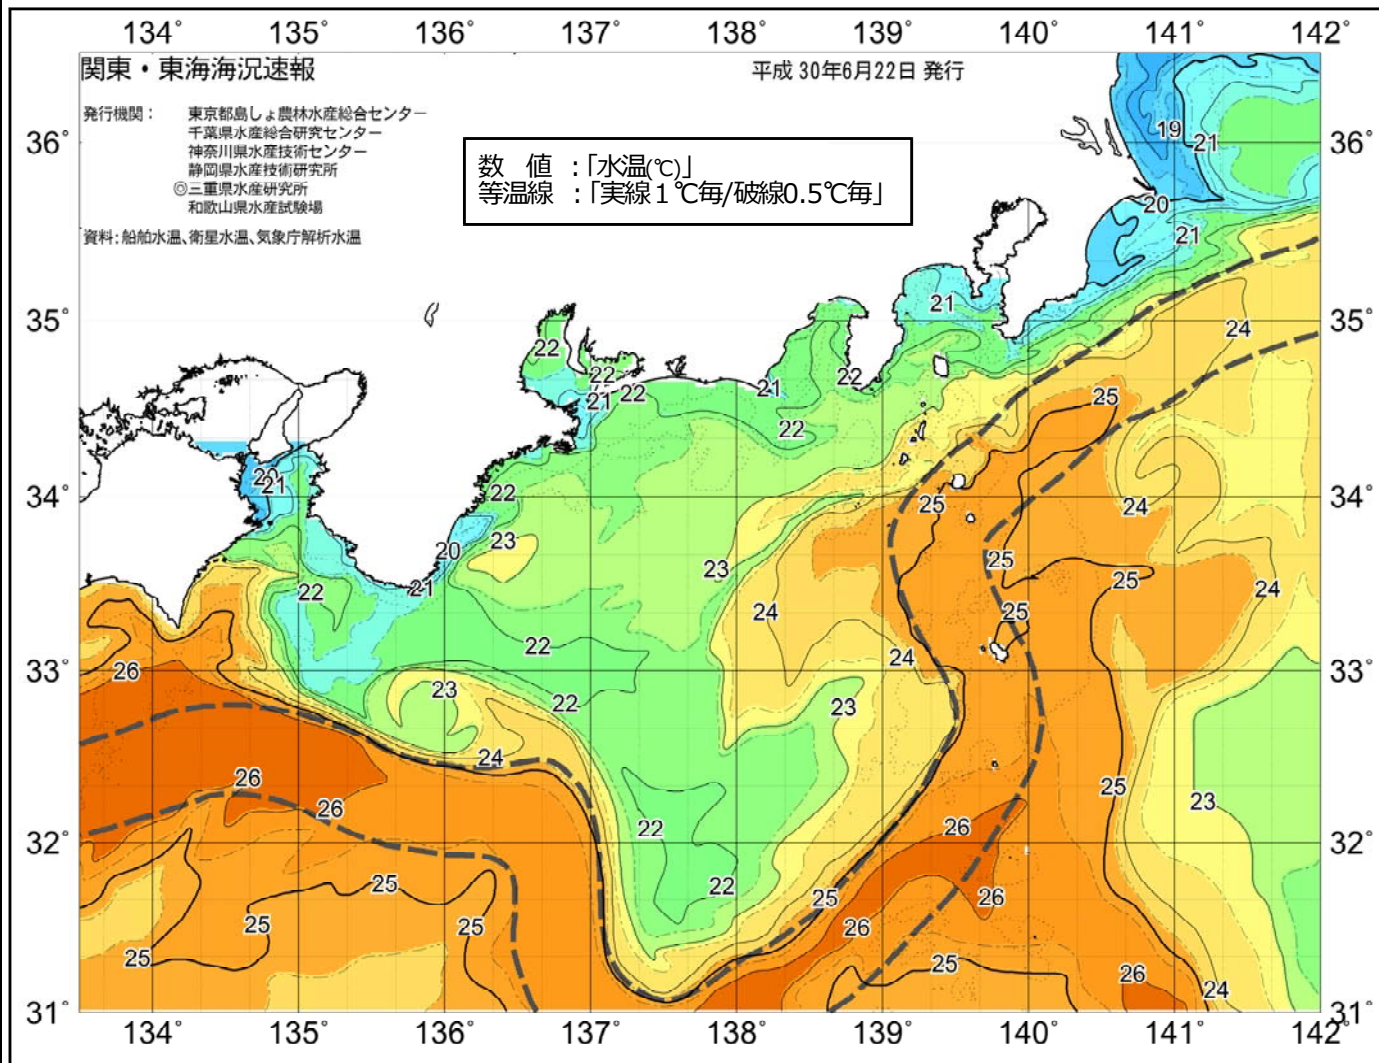 134° 135° 136° 137° 138° 139° 140° 141° 142°
関東・東海海況速報
平成 30年6月22日 発行
発行機関： 東京都島しょ農林水産総合センター
千葉県水産総合研究センター
神奈川県水産技術センター
静岡県水産技術研究所
◎三重県水産研究所
和歌山県水産試験場
資料：船舶水温、衛星水温、気象庁解析水温
数 値 ：「水温(℃)」
等温線 ：「実線１℃毎/破線0.5℃毎」
19
36° 21 36°
20
21
21
35° 24 35°
22
22 22
21 22 21
25
22
20
21
22
34° 25 24 34°
23 20
23
25
25
21 22 24
24 25
22
24
26 33°
33°
23
22 23
24
26 25
26 23
22 26
32° 32°
25 22
25 26
25 25 26
25 25 26
24
31° 31°
134° 135° 136° 137° 138° 139° 140° 141° 142°